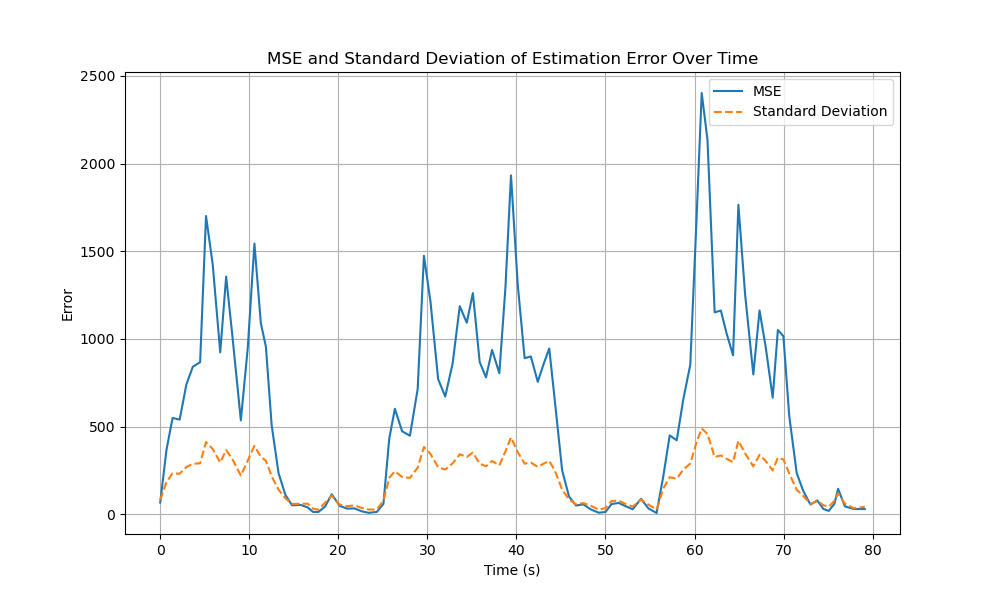 MSE and Standard Deviation of Estimation Error Over Time
MSE
Standard Deviation
2500
2000
1500
1000
500
0
Error
0 10 20 30 40 50 60 70 80
Time (s)